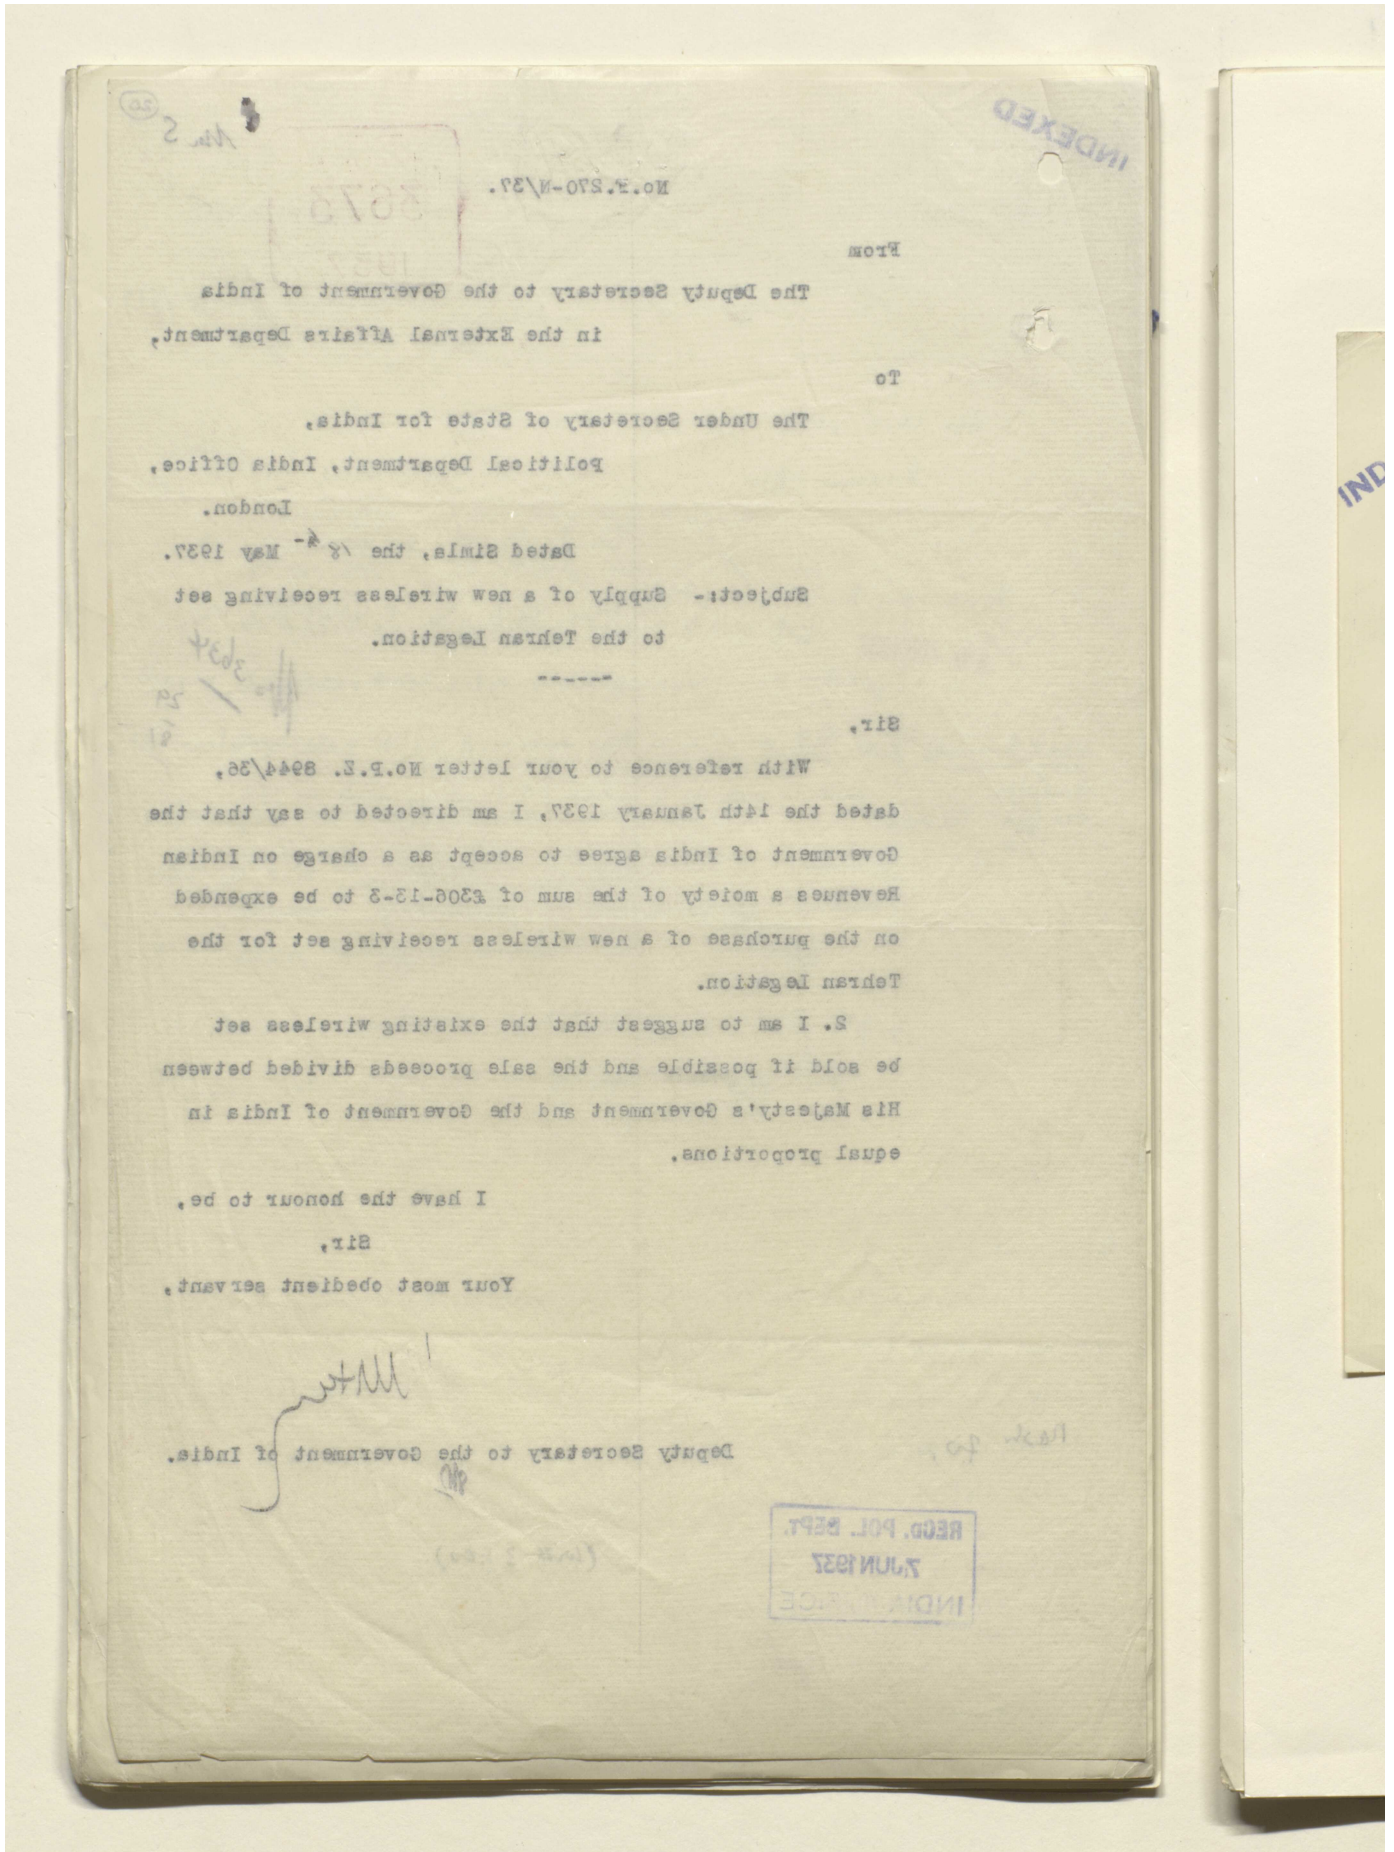 INDEXED
20
3673
1937
No.F.270-N/37.
From
The Deputy Secretary to the Government of India
in the External Affairs Department,
To
The Under Secretary of State for India,
Political Department, India Office,
London.
Dated Simla, the 18th May 1937.
Subject:- Supply of a new wireless receiving set
to the Tehran Legation.
------
3634
Sir,
With reference to your letter No.P.Z. 8944/36,
dated the 14th January 1937, I am directed to say that the
Government of India agree to accept as a charge on Indian
Revenues a moiety of the sum of £306-13-3 to be expended
on the purchase of a new wireless receiving set for the
Tehran Legation.
2. I am to suggest that the existing wireless set
be sold if possible and the sale proceeds divided between
His Majesty's Government and the Government of India in
equal proportions.
I have the honour to be,
Sir,
Your most obedient servant,
Deputy Secretary to the Government of India.
REGD. POL. DEPT.
7 JUN 1937
INDIA OFFICE
IND